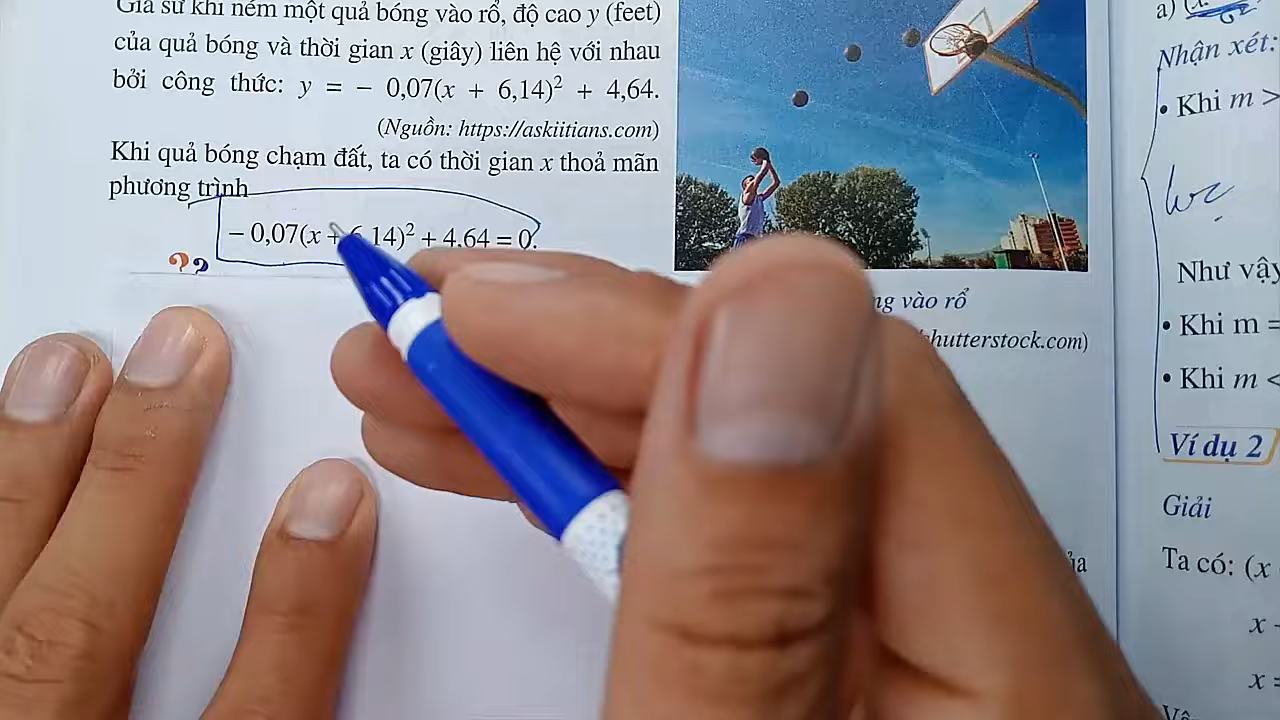 Giả sử khi ném một quả bóng vào rổ, độ cao y (feet)
của quả bóng và thời gian x (giây) liên hệ với nhau
bởi công thức: y = − 0,07(x + 6,14)² + 4,64.
(Nguồn: https://askiitians.com)
Khi quả bóng chạm đất, ta có thời gian x thoả mãn
phương trình
− 0,07(x + 6,14)² + 4,64 = 0.
??
vào rổ
shutterstock.com)
a)
Nhận xét:
• Khi m >
Như vậy
• Khi m =
• Khi m <
Ví dụ 2
Giải
Ta có: (x
x -
x =